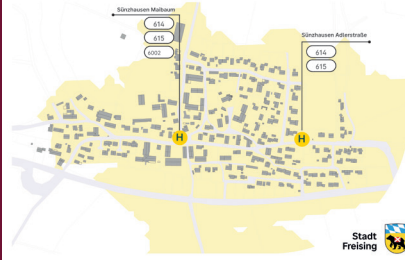 Sünzhausen Maibaum
614
615
6002
Sünzhausen Adlerstraße
614
615
H
H
Stadt
Freising